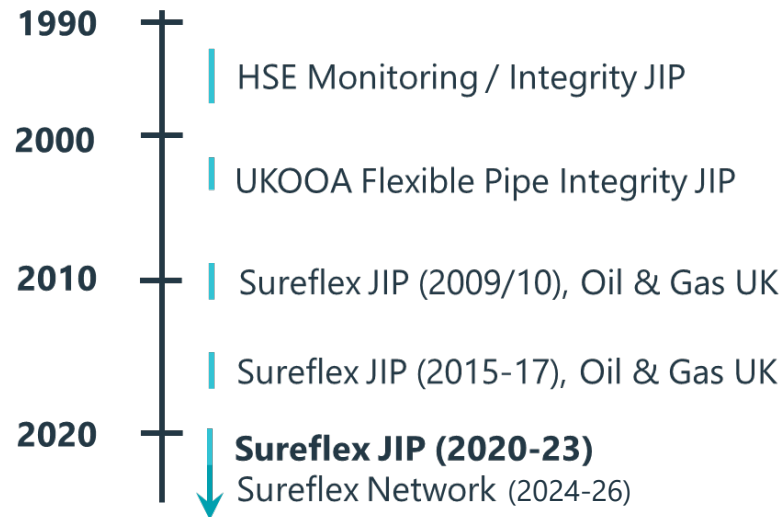 1990
HSE Monitoring / Integrity JIP
2000
UKOOA Flexible Pipe Integrity JIP
2010
Sureflex JIP (2009/10), Oil & Gas UK
Sureflex JIP (2015-17), Oil & Gas UK
2020
Sureflex JIP (2020-23)
Sureflex Network (2024-26)